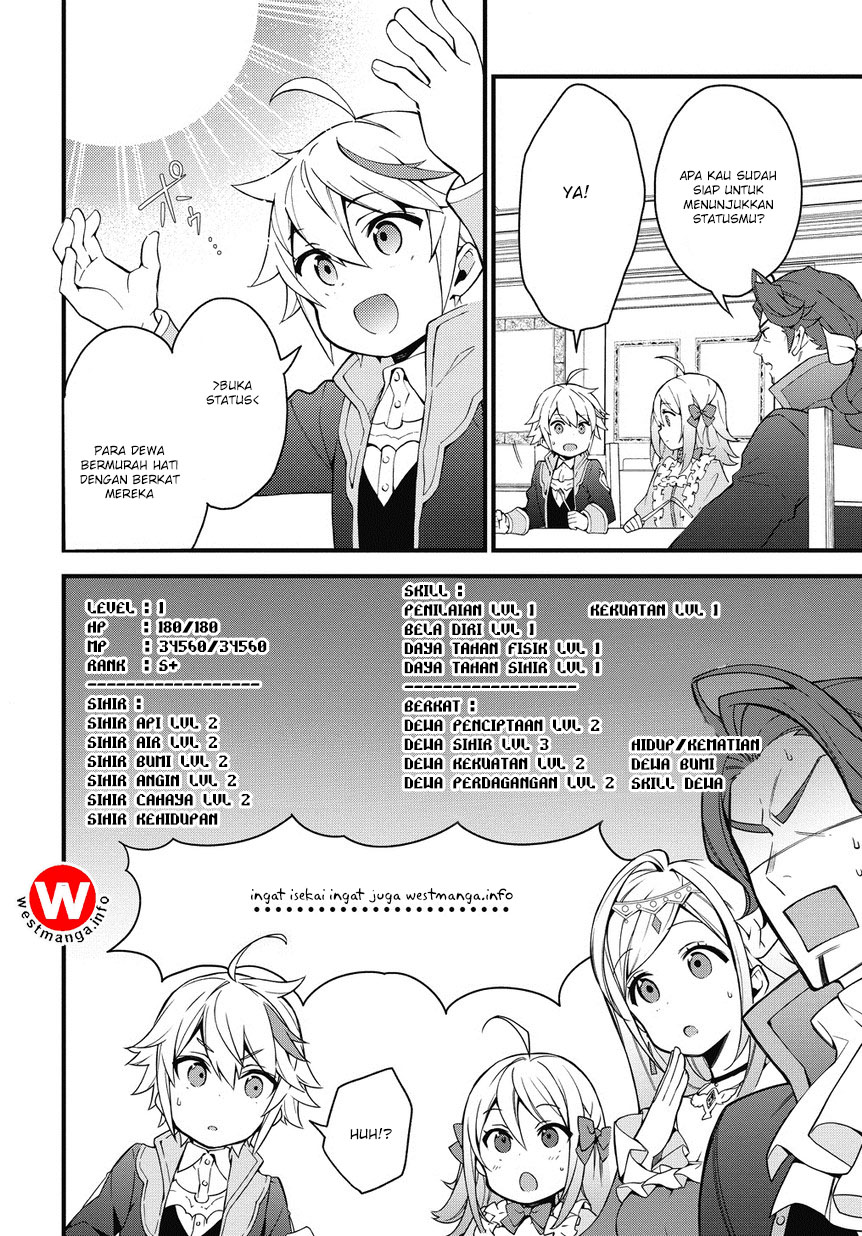 APA KAU SUDAH
SIAP UNTUK
MENUNJUKKAN
STATUSMU?
YA!
ポゥ...
>BUKA
STATUS<
PARA DEWA
BERMURAH HATI
DENGAN BERKAT
MEREKA
LEVEL : 1
HP : 180/180
MP : 34560/34560
RANK : S+
--------------------
SIHIR :
SIHIR API LVL 2
SIHIR AIR LVL 2
SIHIR BUMI LVL 2
SIHIR ANGIN LVL 2
SIHIR CAHAYA LVL 2
SIHIR KEHIDUPAN
SKILL :
PENILAIAN LVL 1 KEKUATAN LVL 1
BELA DIRI LVL 1
DAYA TAHAN FISIK LVL 1
DAYA TAHAN SIHIR LVL 1
--------------------
BERKAT :
DEWA PENCIPTAAN LVL 2
DEWA SIHIR LVL 3 HIDUP/KEMATIAN
DEWA KEKUATAN LVL 2 DEWA BUMI
DEWA PERDAGANGAN LVL 2 SKILL DEWA
W
westmanga.info
ingat isekai ingat juga westmanga.info
HUH!?